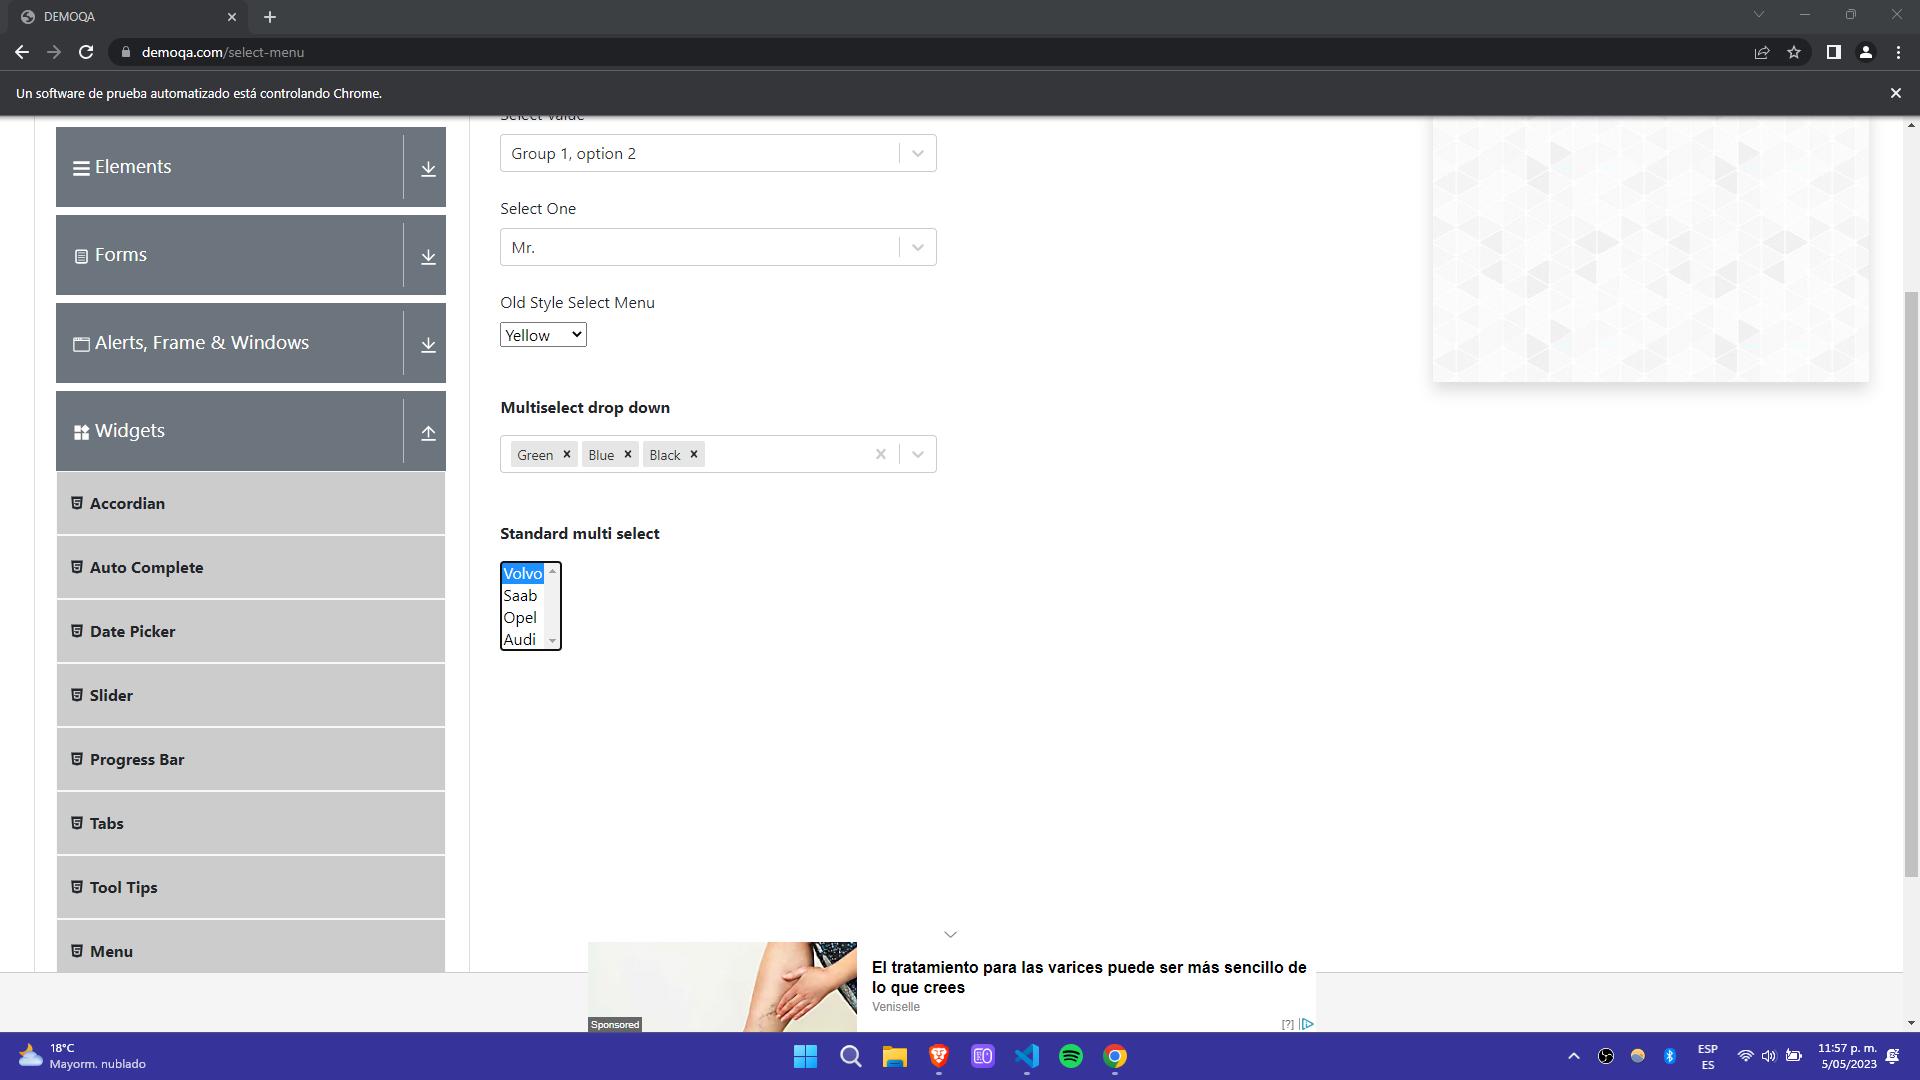 DEMOQA
demoqa.com/select-menu
Un software de prueba automatizado está controlando Chrome.
Elements
Forms
Alerts, Frame & Windows
Widgets
Accordian
Auto Complete
Date Picker
Slider
Progress Bar
Tabs
Tool Tips
Menu
Select Value
Group 1, option 2
Select One
Mr.
Old Style Select Menu
Yellow
Multiselect drop down
Green Blue Black
Standard multi select
Volvo
Saab
Opel
Audi
Sponsored
El tratamiento para las varices puede ser más sencillo de
lo que crees
Veniselle
[?]
18°C
Mayorm. nublado
ESP
ES
11:57 p. m.
5/05/2023